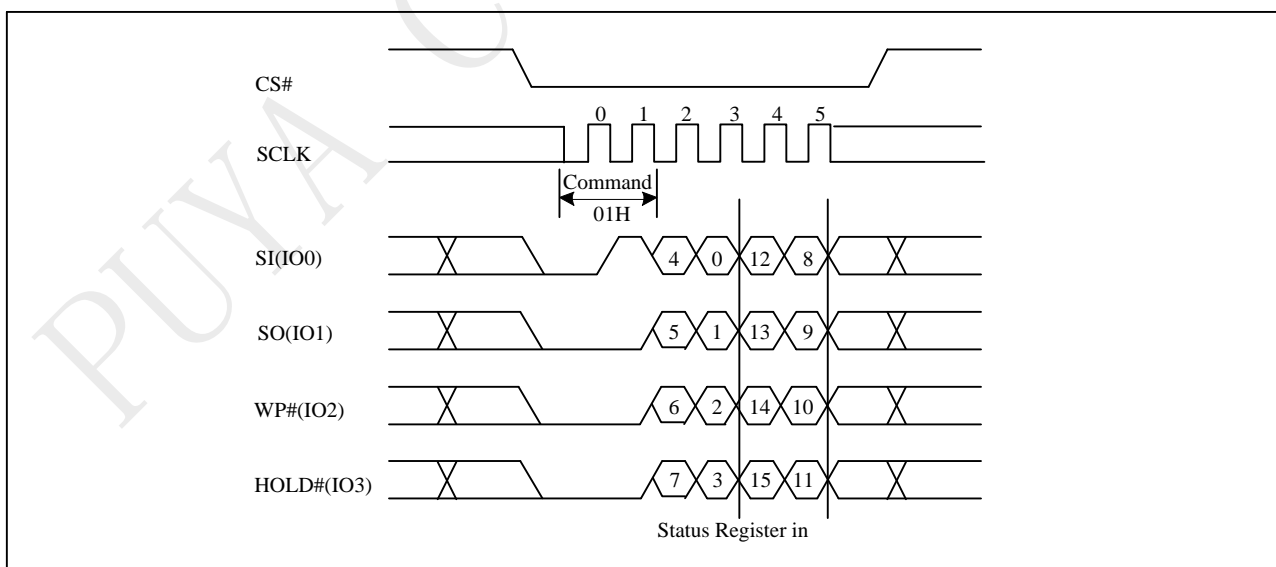 PUYA C
CS#
0 1 2 3 4 5
SCLK
Command
01H
SI(IO0) 4 0 12 8
SO(IO1) 5 1 13 9
WP#(IO2) 6 2 14 10
HOLD#(IO3) 7 3 15 11
Status Register in